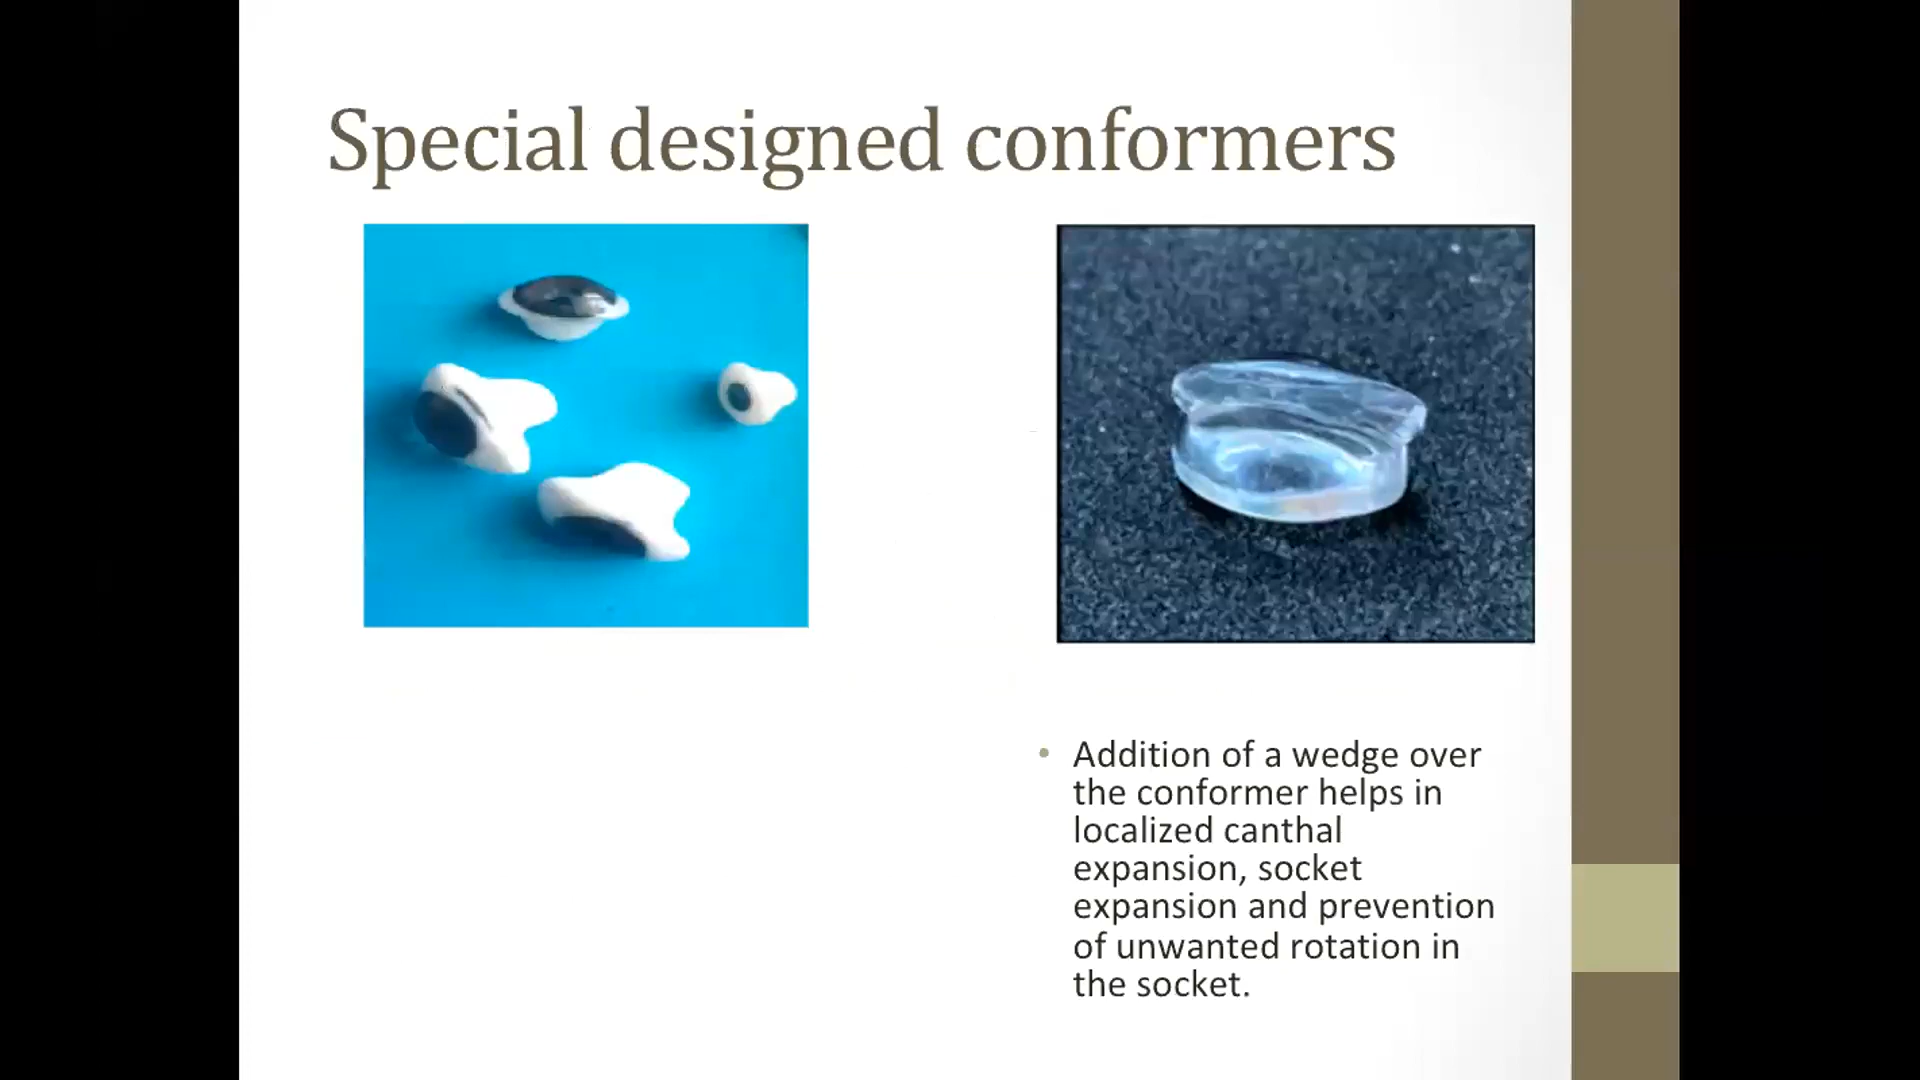 Special designed conformers
• Addition of a wedge over
the conformer helps in
localized canthal
expansion, socket
expansion and prevention
of unwanted rotation in
the socket.